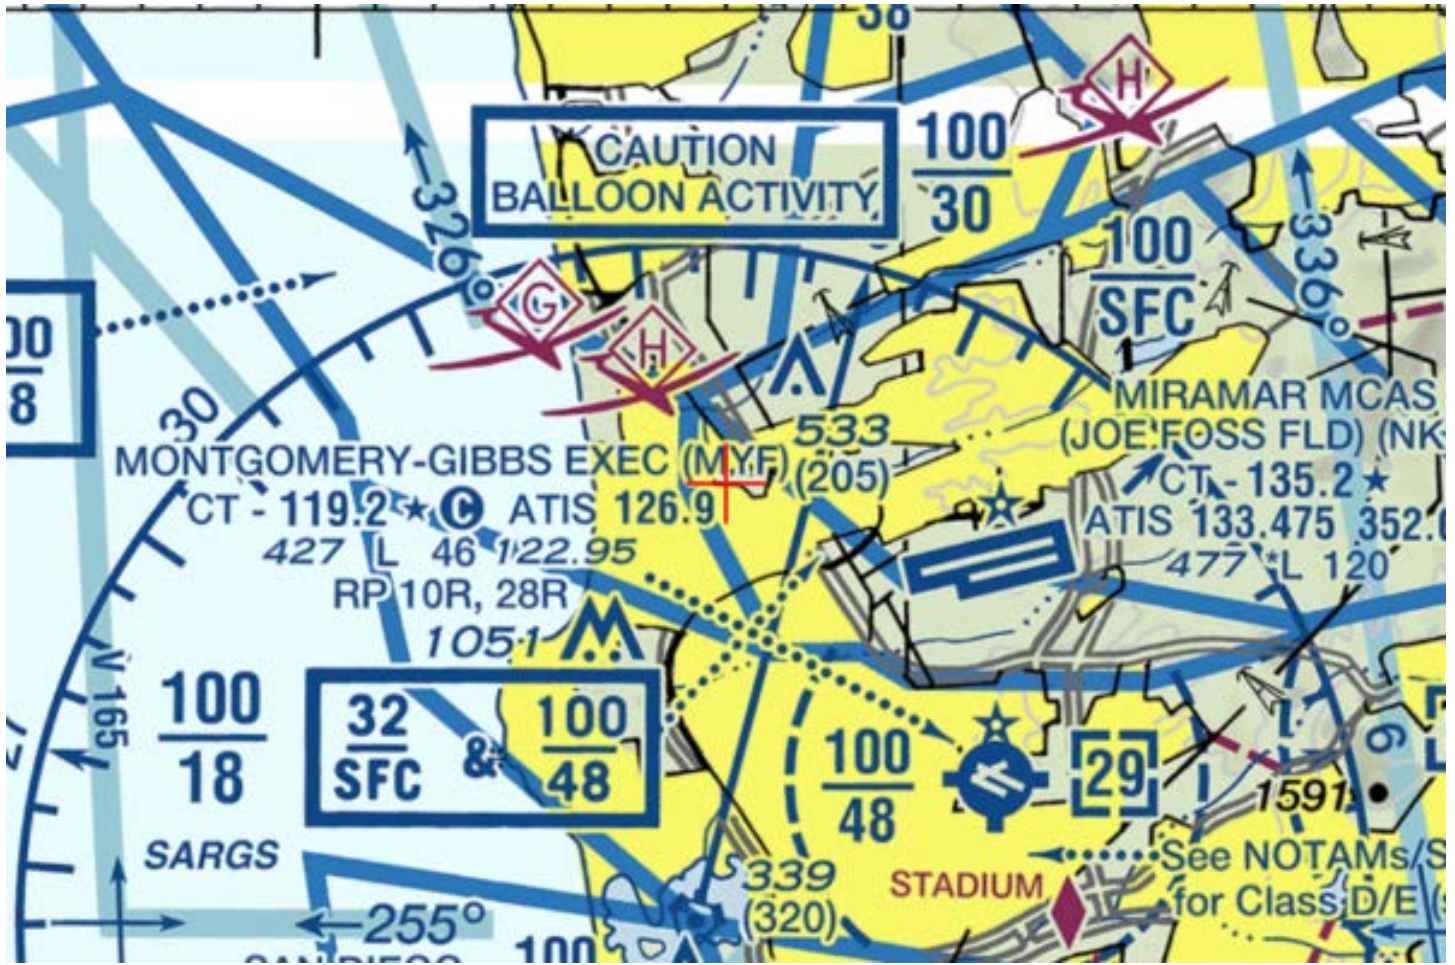 38
H
CAUTION
BALLOON ACTIVITY
100
30
326°
100
SFC
336°
G
H
8
30
MONTGOMERY-GIBBS EXEC (MYF)
CT - 119.2 ★ C ATIS 126.9
427 L 46 122.95
RP 10R, 28R
533
(205)
MIRAMAR MCAS
(JOE FOSS FLD) (NK
CT - 135.2 ★
ATIS 133.475 352.
477 *L 120
1051
V 165
100
18
32
SFC
&
100
48
100
48
29
1591
SARGS
339
(320)
STADIUM
See NOTAMs/S
for Class D/E (
255°
100